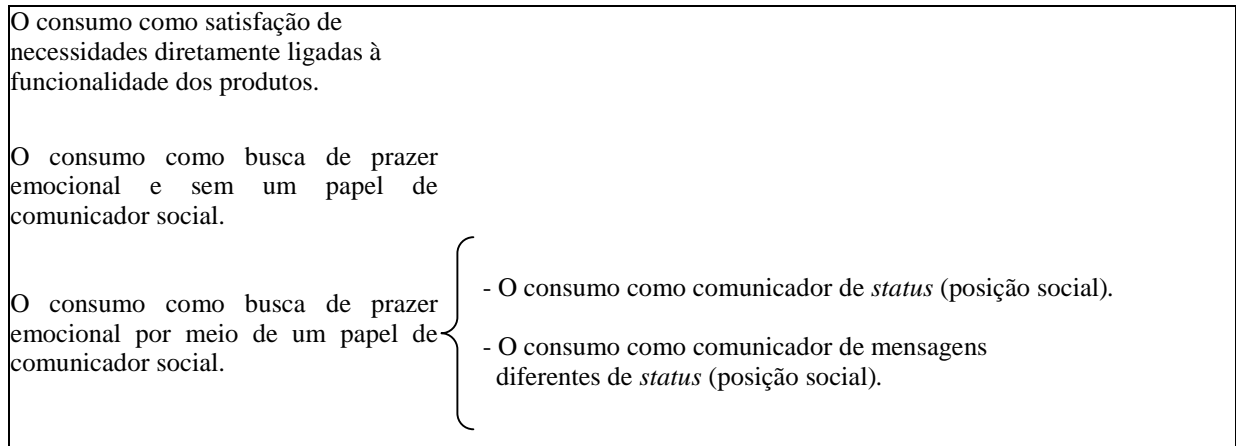 O consumo como satisfação de
necessidades diretamente ligadas à
funcionalidade dos produtos.
O consumo como busca de prazer
emocional e sem um papel de
comunicador social.
O consumo como busca de prazer
emocional por meio de um papel de
comunicador social.
- O consumo como comunicador de status (posição social).
- O consumo como comunicador de mensagens
diferentes de status (posição social).